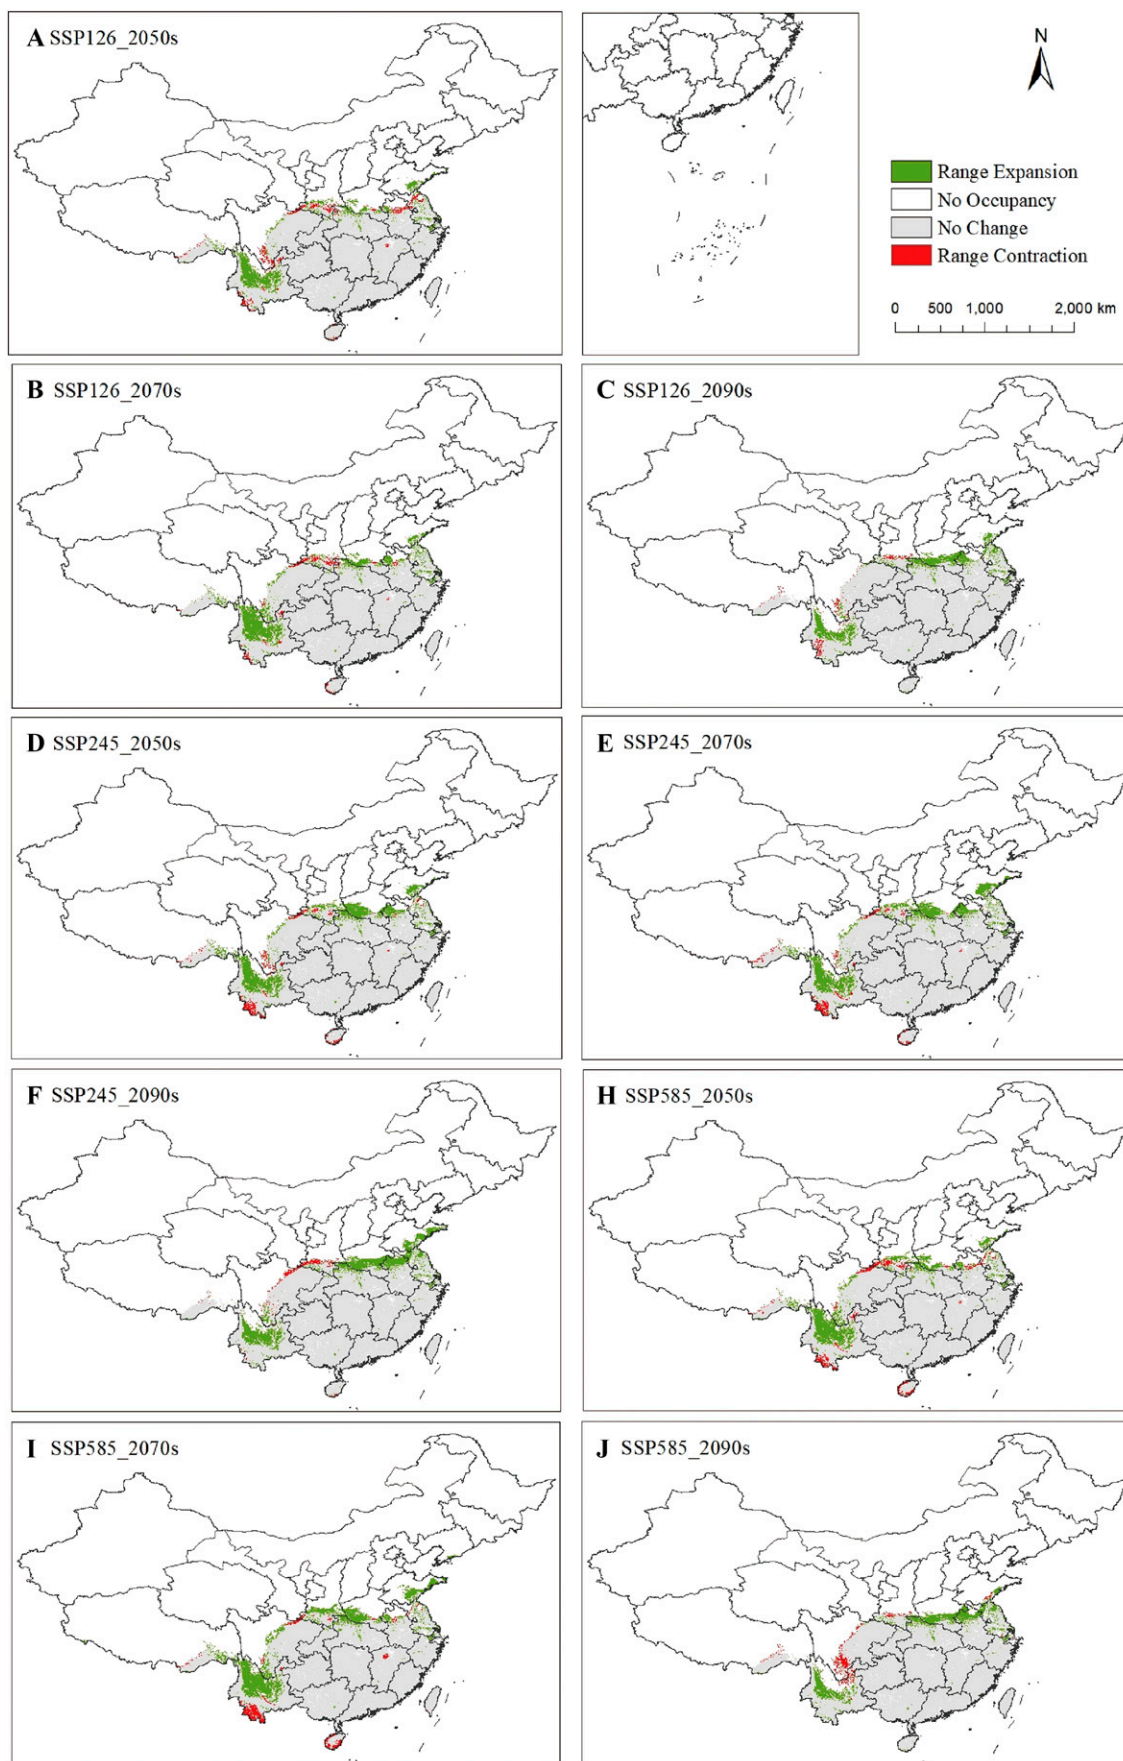 A SSP126_2050s
N
Range Expansion
No Occupancy
No Change
Range Contraction
0 500 1,000 2,000 km
B SSP126_2070s
C SSP126_2090s
D SSP245_2050s
E SSP245_2070s
F SSP245_2090s
H SSP585_2050s
I SSP585_2070s
J SSP585_2090s